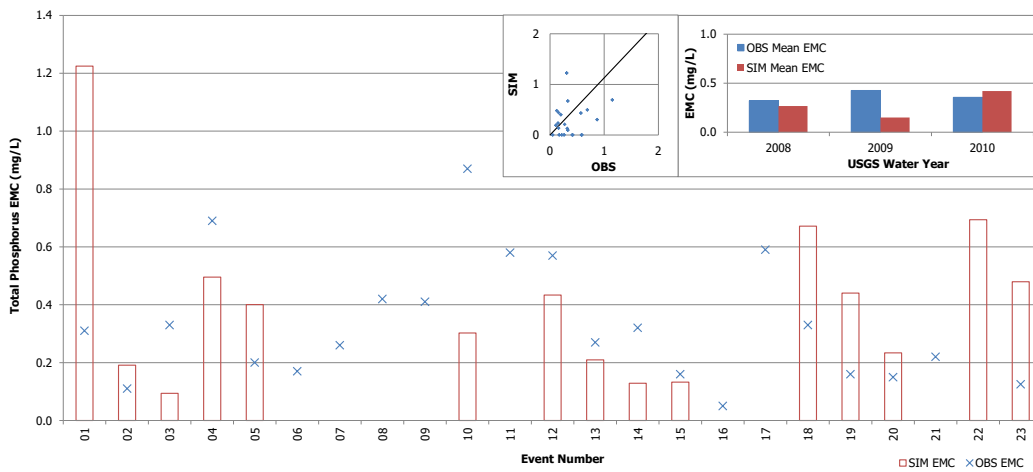 Total Phosphorus EMC (mg/L)
1.4
1.2
1.0
0.8
0.6
0.4
0.2
0.0
01 02 03 04 05 06 07 08 09 10 11 12 13 14 15 16 17 18 19 20 21 22 23
Event Number
SIM EMC OBS EMC
SIM
2
1
0
0 1 2
OBS
EMC (mg/L)
1.0
0.5
0.0
OBS Mean EMC
SIM Mean EMC
2008 2009 2010
USGS Water Year